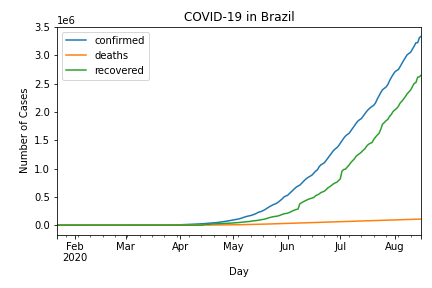 COVID-19 in Brazil
1e6
3.5
3.0
2.5
2.0
1.5
1.0
0.5
0.0
Number of Cases
confirmed
deaths
recovered
Feb Mar Apr May Jun Jul Aug
2020
Day